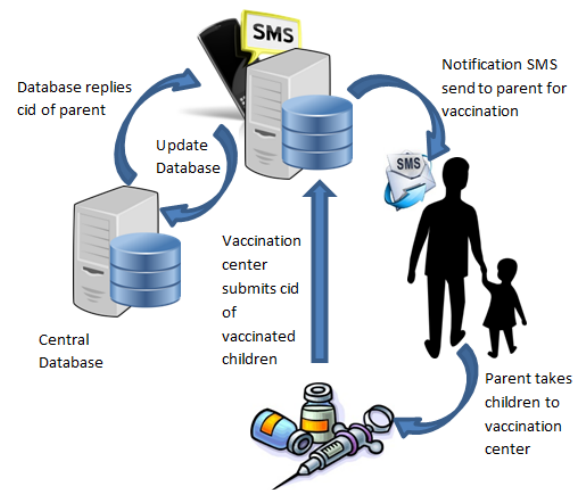 SMS
Database replies
cid of parent
Update
Database
Notification SMS
send to parent for
vaccination
SMS
Vaccination
center
submits cid
of
vaccinated
children
Central
Database
Parent takes
children to
vaccination
center